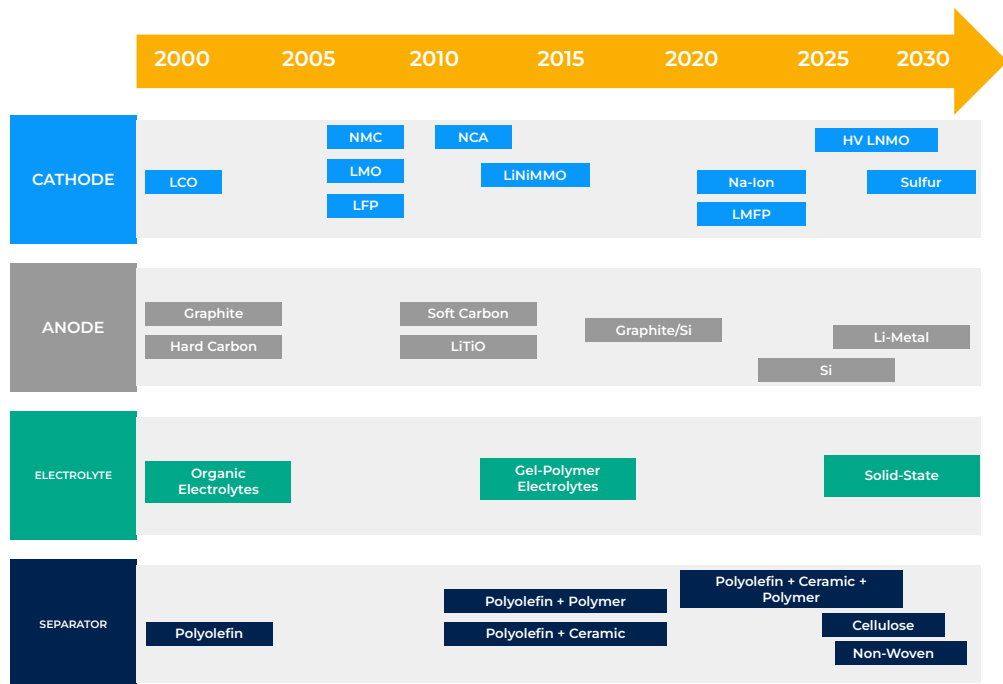 2000 2005 2010 2015 2020 2025 2030
CATHODE
NMC
NCA
HV LNMO
LCO
LMO
LiNiMMO
Na-Ion
Sulfur
LFP
LMFP
ANODE
Graphite
Soft Carbon
Graphite/Si
Li-Metal
Hard Carbon
LiTiO
Si
ELECTROLYTE
Organic
Electrolytes
Gel-Polymer
Electrolytes
Solid-State
SEPARATOR
Polyolefin
Polyolefin + Polymer
Polyolefin + Ceramic
Polyolefin + Ceramic +
Polymer
Cellulose
Non-Woven